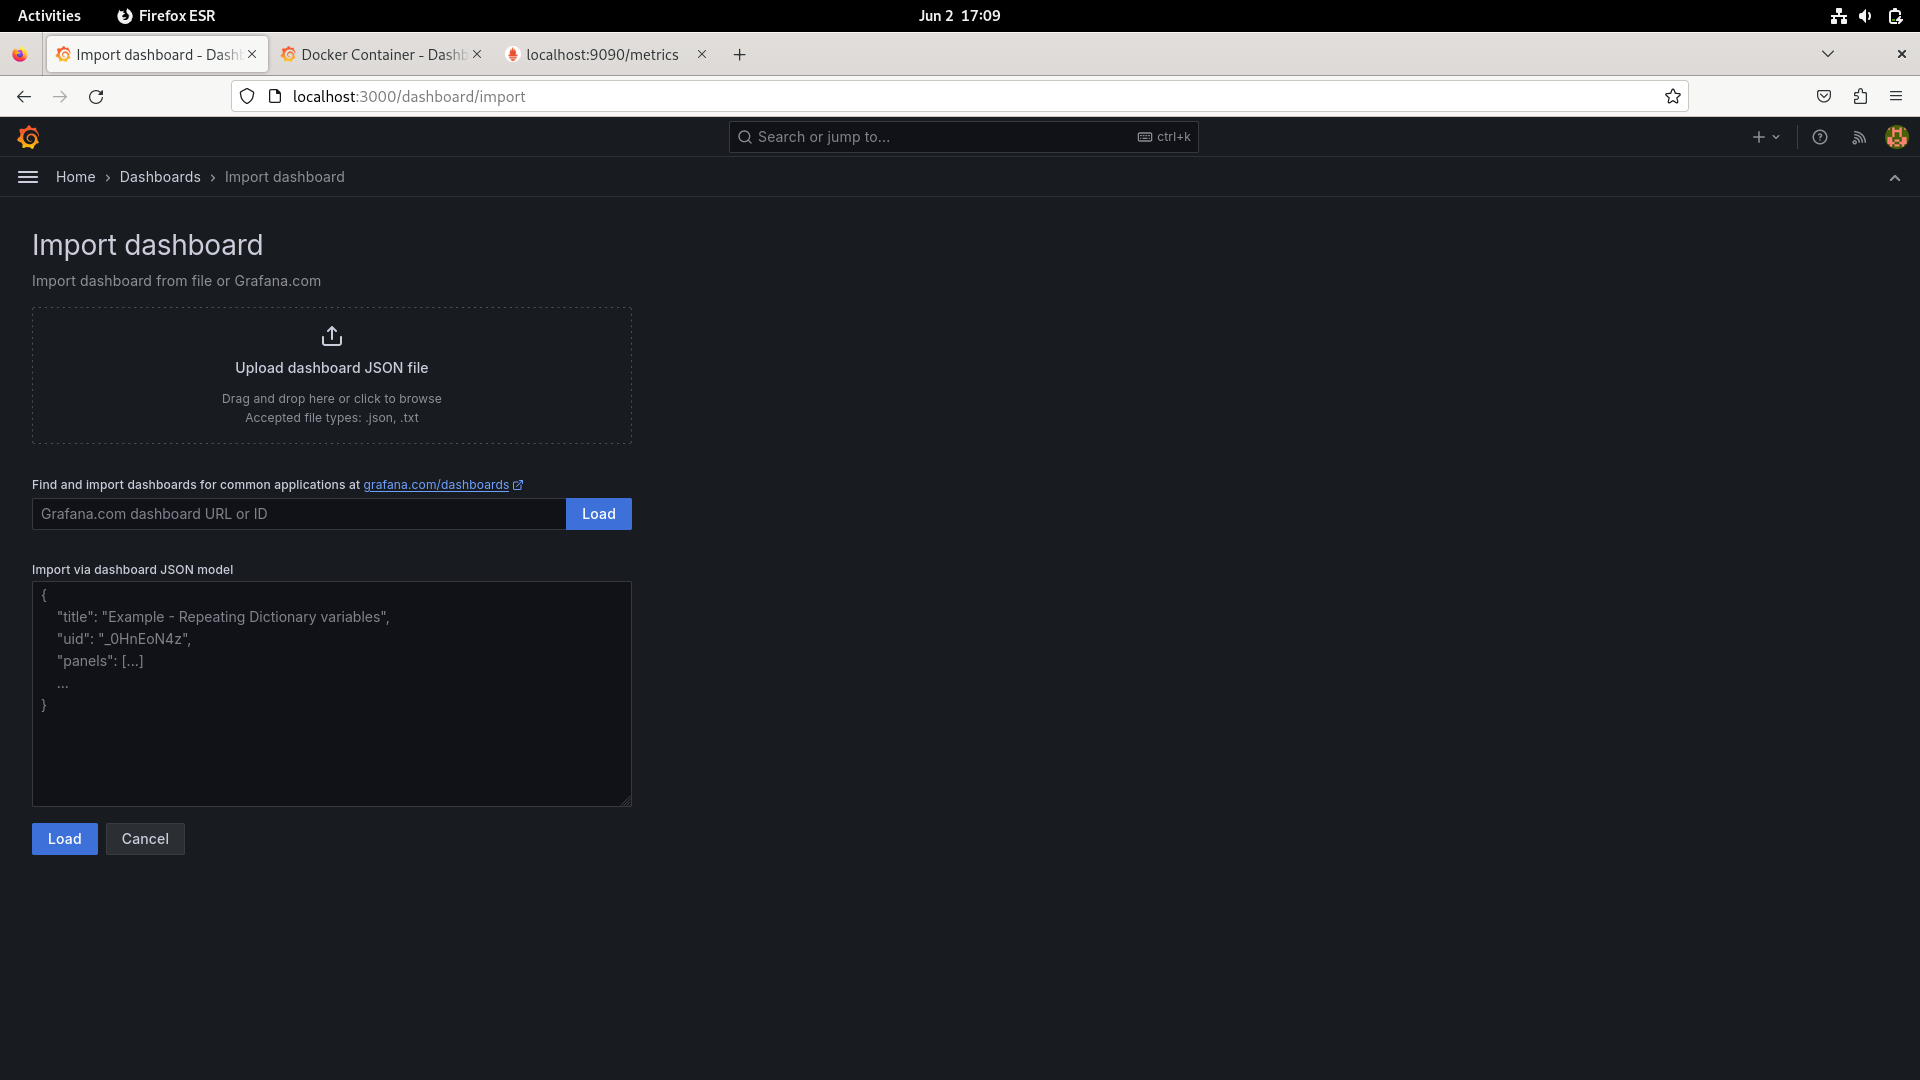 Activities
Firefox ESR
Jun 2 17:09
Import dashboard - Dashb
Docker Container - Dashb
localhost:9090/metrics
localhost:3000/dashboard/import
Search or jump to...
ctrl+k
Home › Dashboards › Import dashboard
Import dashboard
Import dashboard from file or Grafana.com
Upload dashboard JSON file
Drag and drop here or click to browse
Accepted file types: .json, .txt
Find and import dashboards for common applications at grafana.com/dashboards
Grafana.com dashboard URL or ID
Load
Import via dashboard JSON model
{
"title": "Example - Repeating Dictionary variables",
"uid": "_0HnEoN4z",
"panels": [...]
...
}
Load
Cancel